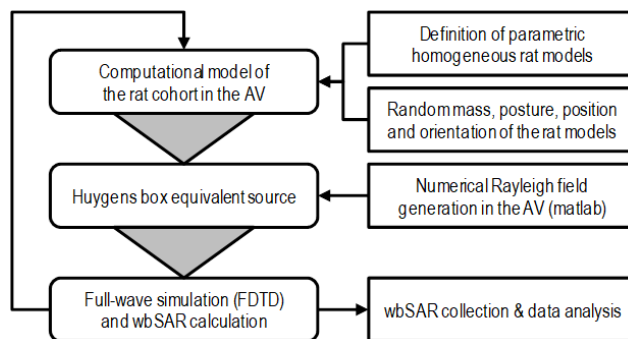 Computational model of
the rat cohort in the AV
Definition of parametric
homogeneous rat models
Random mass, posture, position
and orientation of the rat models
Huygens box equivalent source
Numerical Rayleigh field
generation in the AV (matlab)
Full-wave simulation (FDTD)
and wbSAR calculation
wbSAR collection & data analysis